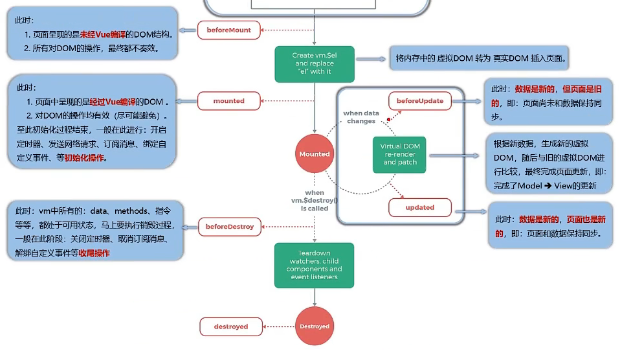 此时：
1. 页面呈现的是未经Vue编译的DOM结构。
2. 所有对DOM的操作，最终都不奏效。
beforeMount
Create vm.$el
and replace
"el" with it
将内存中的 虚拟DOM 转为 真实DOM 插入页面。
此时：
1. 页面中呈现的是经过Vue编译的DOM 。
2. 对DOM的操作均有效（尽可能避免）。
至此初始化过程结束，一般在此进行：开启
定时器、发送网络请求、订阅消息、绑定自
定义事件、等初始化操作。
mounted
Mounted
when data
changes
beforeUpdate
Virtual DOM
re-render
and patch
updated
此时：数据是新的，但页面是旧
的，即：页面尚未和数据保持同
步。
根据新数据，生成新的虚拟
DOM，随后与旧的虚拟DOM进
行比较，最终完成页面更新，即：
完成了Model ➔ View的更新
此时：数据是新的，页面也是新
的，即：页面和数据保持同步。
when
vm.$destroy()
is called
此时：vm中所有的：data、methods、指令
等等，都处于可用状态，马上要执行销毁过程，
一般在此阶段：关闭定时器、取消订阅消息、
解绑自定义事件等收尾操作
beforeDestroy
Teardown
watchers, child
components and
event listeners
destroyed
Destroyed